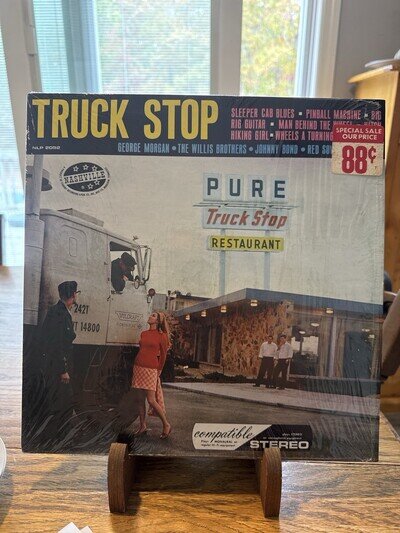 TRUCK STOP
NLP 2092
SLEEPER CAB BLUES • PINBALL MACHINE • BIG
RIG GUITAR • MAN BEHIND THE
HIKING GIRL • WHEELS A TURNING
GEORGE MORGAN • THE WILLIS BROTHERS • JOHNNY BOND • RED
SPECIAL SALE
OUR PRICE
88¢
NASHVILLE
PURE
Truck Stop
RESTAURANT
2421
TT 14800
compatible
STEREO